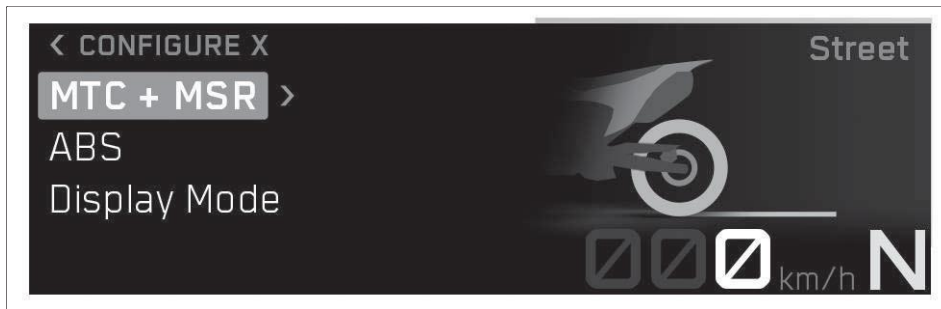 < CONFIGURE X
Street
MTC + MSR >
ABS
Display Mode
000 km/h N